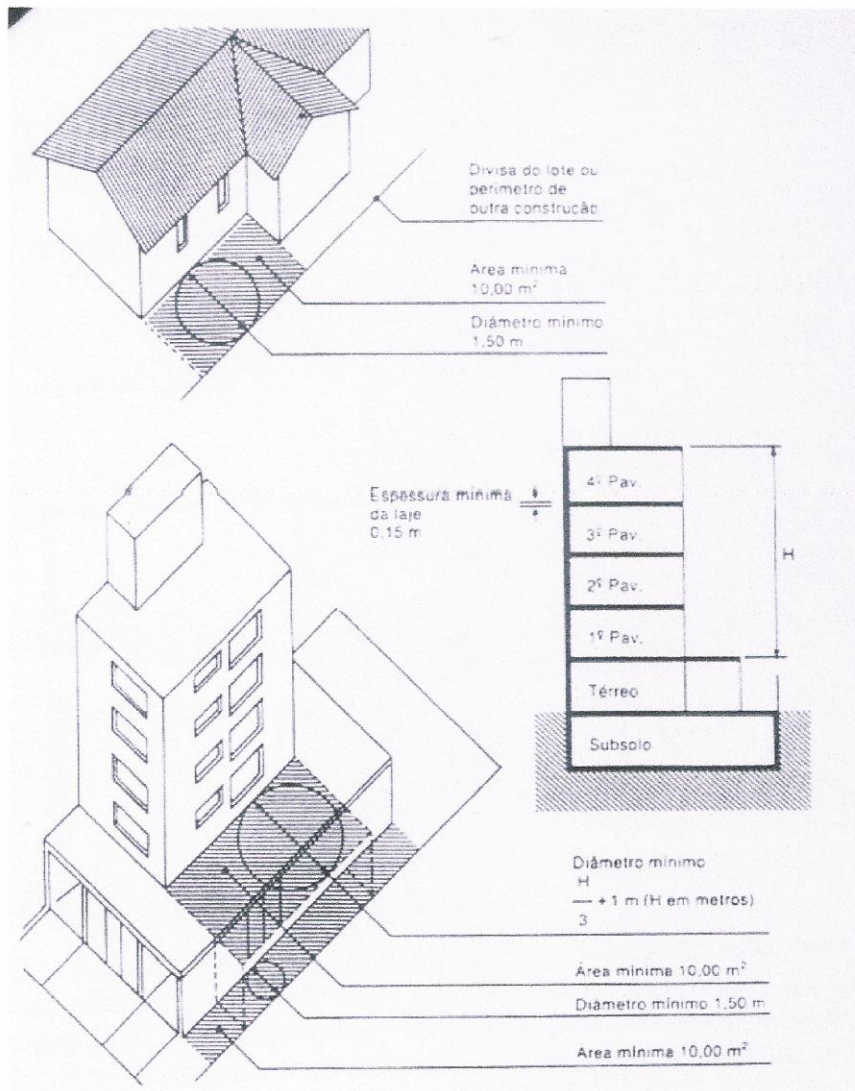 Divisa do lote ou
perímetro de
outra construção
Área mínima
10,00 m²
Diâmetro mínimo
1,50 m
Espessura mínima
da laje
0,15 m
4º Pav.
3º Pav.
2º Pav.
1º Pav.
Térreo
Subsolo
H
Diâmetro mínimo
H
— + 1 m (H em metros)
3
Área mínima 10,00 m²
Diâmetro mínimo 1,50 m
Área mínima 10,00 m²